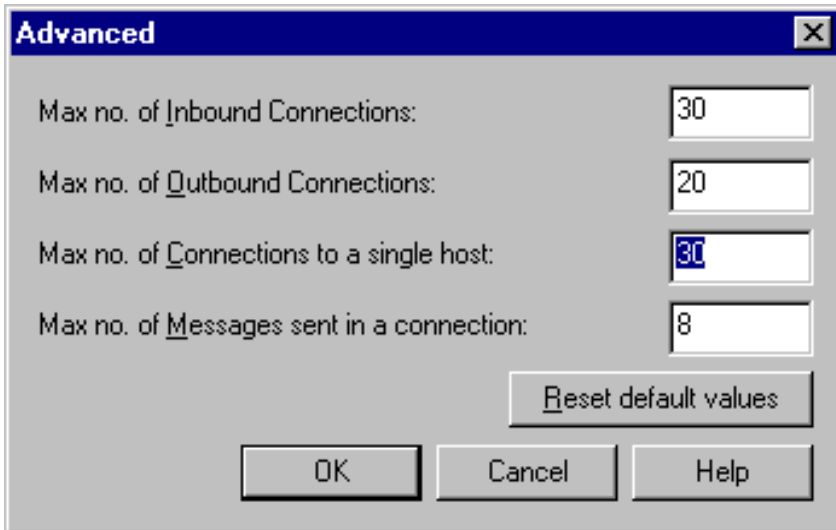 Advanced
Max no. of Inbound Connections: 30
Max no. of Outbound Connections: 20
Max no. of Connections to a single host: 30
Max no. of Messages sent in a connection: 8
Reset default values
OK Cancel Help